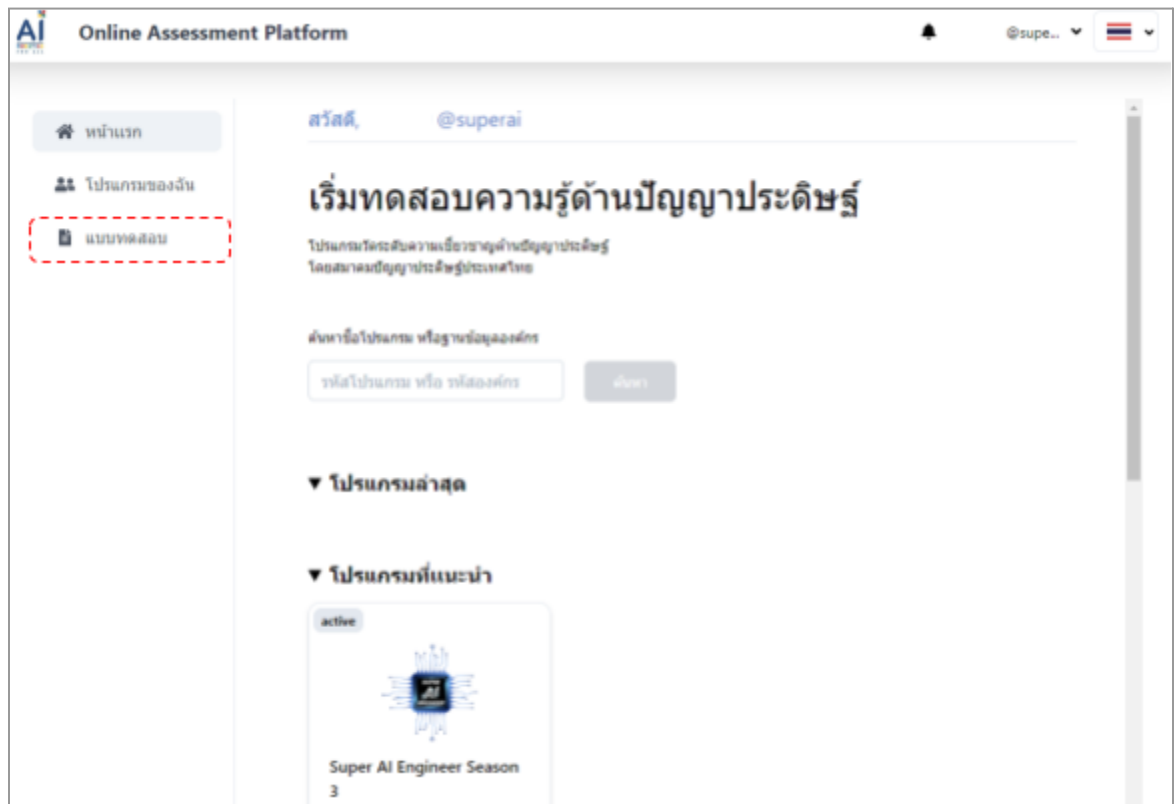 AI
Online Assessment Platform
@supe...
หน้าแรก
โปรแกรมของฉัน
แบบทดสอบ
สวัสดี, @superai
เริ่มทดสอบความรู้ด้านปัญญาประดิษฐ์
โปรแกรมวัดระดับความเชี่ยวชาญด้านปัญญาประดิษฐ์
โดยสมาคมปัญญาประดิษฐ์ประเทศไทย
ค้นหาชื่อโปรแกรม หรือฐานข้อมูลองค์กร
รหัสโปรแกรม หรือ รหัสองค์กร
ค้นหา
▼ โปรแกรมล่าสุด
▼ โปรแกรมที่แนะนำ
active
AI
Super AI Engineer Season
3